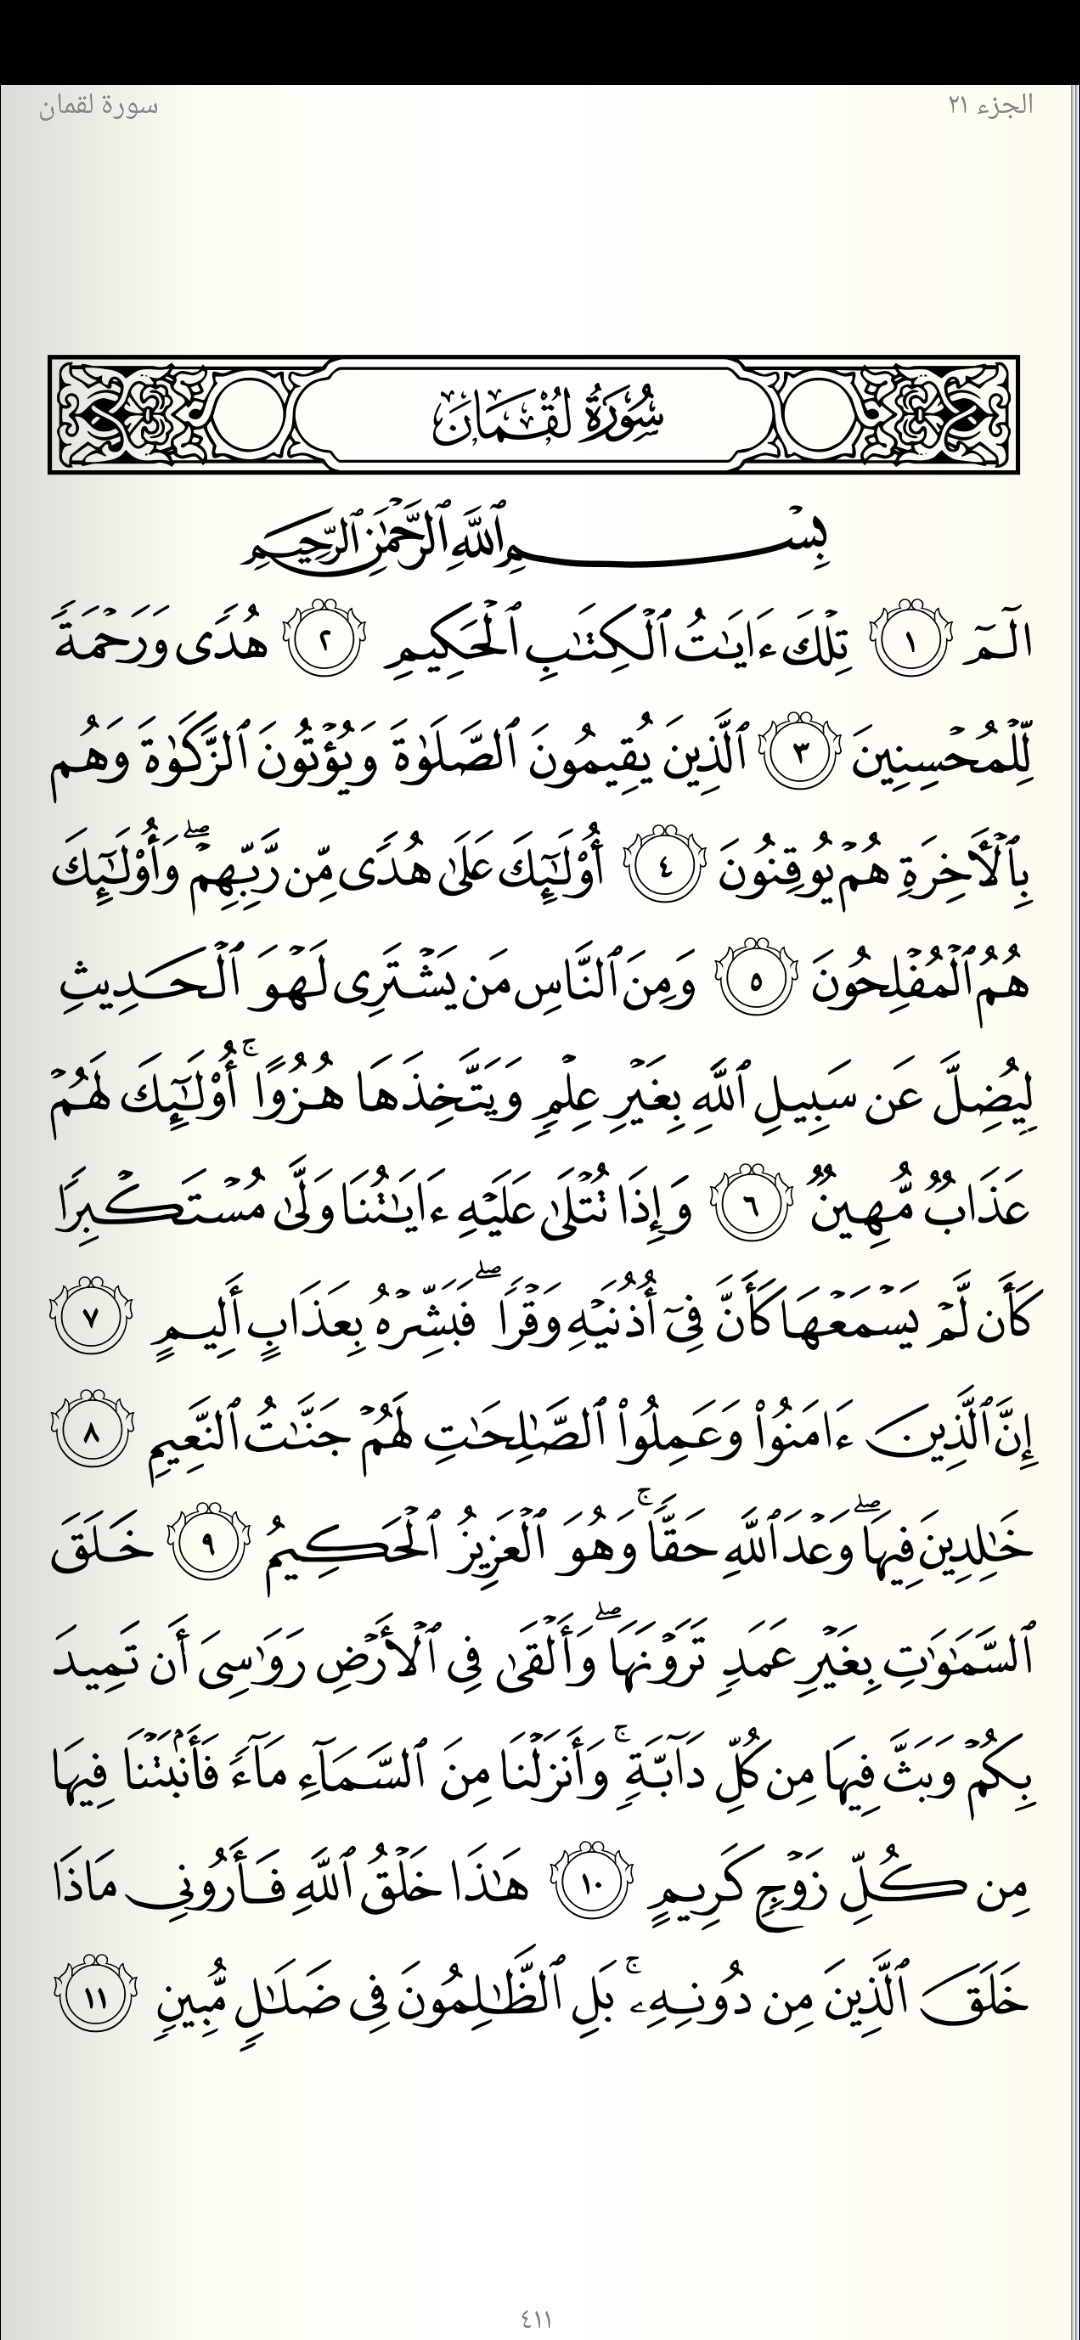 الجزء ٢١
سورة لقمان
سُورَةُ لُقۡمَانَ
بِسۡمِ ٱللَّهِ ٱلرَّحۡمَٰنِ ٱلرَّحِيمِ
الٓمٓ ١ تِلۡكَ ءَايَٰتُ ٱلۡكِتَٰبِ ٱلۡحَكِيمِ ٢ هُدٗى وَرَحۡمَةٗ
لِّلۡمُحۡسِنِينَ ٣ ٱلَّذِينَ يُقِيمُونَ ٱلصَّلَوٰةَ وَيُؤۡتُونَ ٱلزَّكَوٰةَ وَهُم
بِٱلۡأٓخِرَةِ هُمۡ يُوقِنُونَ ٤ أُوْلَٰٓئِكَ عَلَىٰ هُدٗى مِّن رَّبِّهِمۡۖ وَأُوْلَٰٓئِكَ
هُمُ ٱلۡمُفۡلِحُونَ ٥ وَمِنَ ٱلنَّاسِ مَن يَشۡتَرِي لَهۡوَ ٱلۡحَدِيثِ
لِيُضِلَّ عَن سَبِيلِ ٱللَّهِ بِغَيۡرِ عِلۡمٖ وَيَتَّخِذَهَا هُزُوًاۚ أُوْلَٰٓئِكَ لَهُمۡ
عَذَابٞ مُّهِينٞ ٦ وَإِذَا تُتۡلَىٰ عَلَيۡهِ ءَايَٰتُنَا وَلَّىٰ مُسۡتَكۡبِرٗا
كَأَن لَّمۡ يَسۡمَعۡهَا كَأَنَّ فِيٓ أُذُنَيۡهِ وَقۡرٗاۖ فَبَشِّرۡهُ بِعَذَابٍ أَلِيمٍ ٧
إِنَّ ٱلَّذِينَ ءَامَنُواْ وَعَمِلُواْ ٱلصَّٰلِحَٰتِ لَهُمۡ جَنَّٰتُ ٱلنَّعِيمِ ٨
خَٰلِدِينَ فِيهَاۖ وَعۡدَ ٱللَّهِ حَقّٗاۚ وَهُوَ ٱلۡعَزِيزُ ٱلۡحَكِيمُ ٩ خَلَقَ
ٱلسَّمَٰوَٰتِ بِغَيۡرِ عَمَدٖ تَرَوۡنَهَاۖ وَأَلۡقَىٰ فِي ٱلۡأَرۡضِ رَوَٰسِيَ أَن تَمِيدَ
بِكُمۡ وَبَثَّ فِيهَا مِن كُلِّ دَآبَّةٖۚ وَأَنزَلۡنَا مِنَ ٱلسَّمَآءِ مَآءٗ فَأَنۢبَتۡنَا فِيهَا
مِن كُلِّ زَوۡجٖ كَرِيمٍ ١٠ هَٰذَا خَلۡقُ ٱللَّهِ فَأَرُونِي مَاذَا
خَلَقَ ٱلَّذِينَ مِن دُونِهِۦۚ بَلِ ٱلظَّٰلِمُونَ فِي ضَلَٰلٖ مُّبِينٖ ١١
٤١١